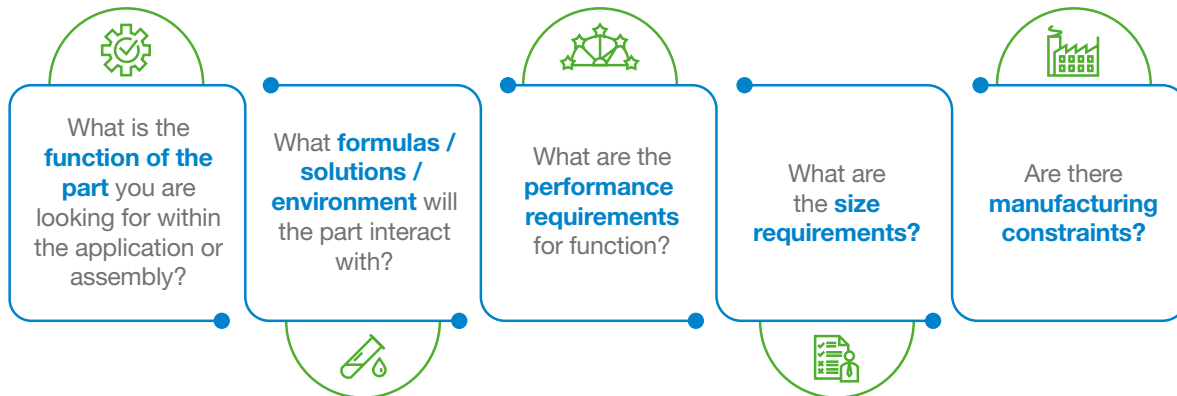 What is the
function of the
part you are
looking for within
the application or
assembly?
What formulas /
solutions /
environment will
the part interact
with?
What are the
performance
requirements
for function?
What are
the size
requirements?
Are there
manufacturing
constraints?